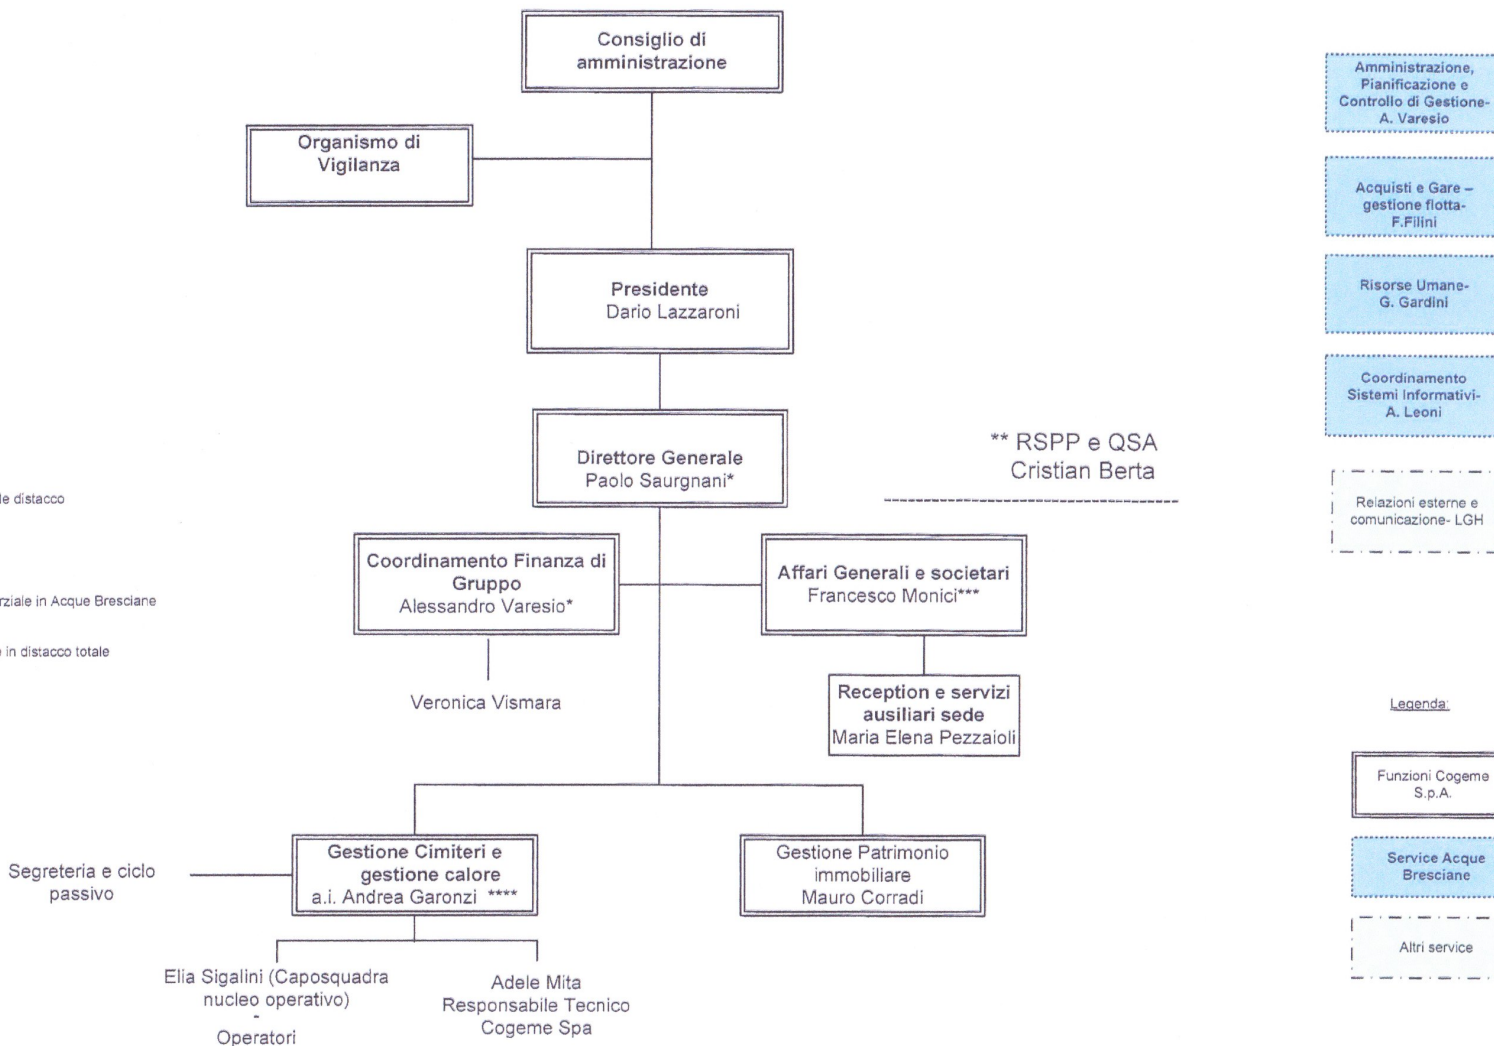 Consiglio di
amministrazione
Organismo di
Vigilanza
Presidente
Dario Lazzaroni
Direttore Generale
Paolo Saurgnani*
** RSPP e QSA
Cristian Berta
le distacco
Coordinamento Finanza di
Gruppo
Alessandro Varesio*
Affari Generali e societari
Francesco Monici***
rziale in Acque Bresciane
in distacco totale
Veronica Vismara
Reception e servizi
ausiliari sede
Maria Elena Pezzaioli
Segreteria e ciclo
passivo
Gestione Cimiteri e
gestione calore
a.i. Andrea Garonzi ****
Gestione Patrimonio
immobiliare
Mauro Corradi
Elia Sigalini (Caposquadra
nucleo operativo)
-
Operatori
Adele Mita
Responsabile Tecnico
Cogeme Spa
Amministrazione,
Pianificazione e
Controllo di Gestione-
A. Varesio
Acquisti e Gare –
gestione flotta-
F.Filini
Risorse Umane-
G. Gardini
Coordinamento
Sistemi Informativi-
A. Leoni
Relazioni esterne e
comunicazione- LGH
Legenda:
Funzioni Cogeme
S.p.A.
Service Acque
Bresciane
Altri service